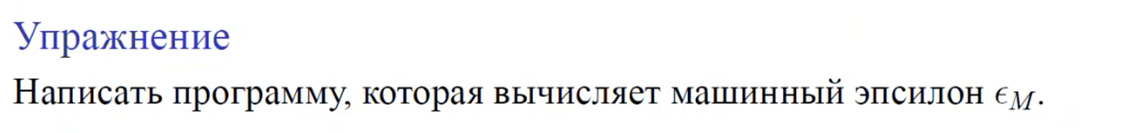 Упражнение
Написать программу, которая вычисляет машинный эпсилон ϵ_M.